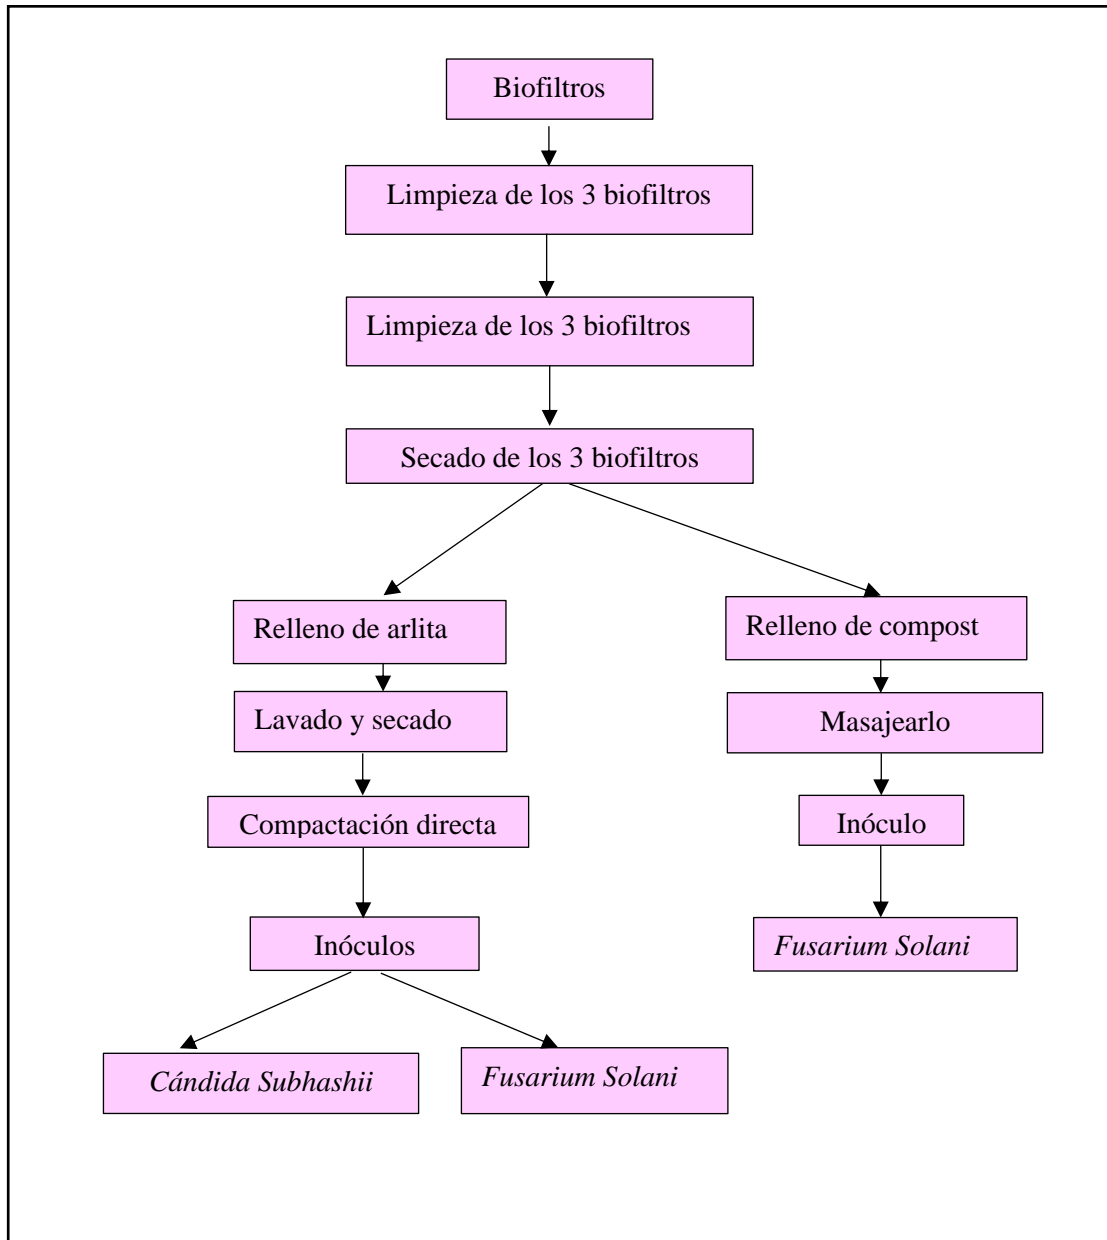 Biofiltros
Limpieza de los 3 biofiltros
Limpieza de los 3 biofiltros
Secado de los 3 biofiltros
Relleno de arlita
Lavado y secado
Compactación directa
Inóculos
Cándida Subhashii
Fusarium Solani
Relleno de compost
Masajearlo
Inóculo
Fusarium Solani